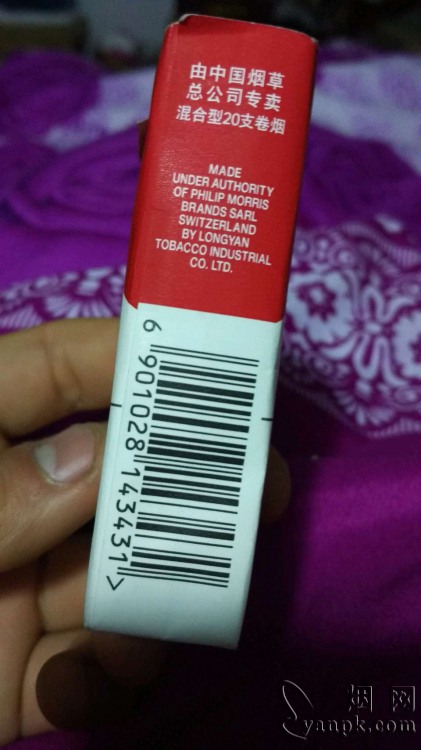 由中国烟草
总公司专卖
混合型20支卷烟
MADE
UNDER AUTHORITY
OF PHILIP MORRIS
BRANDS SARL
SWITZERLAND
BY LONGYAN
TOBACCO INDUSTRIAL
CO, LTD.
6 901028 143431 >
烟网
yanpk.com